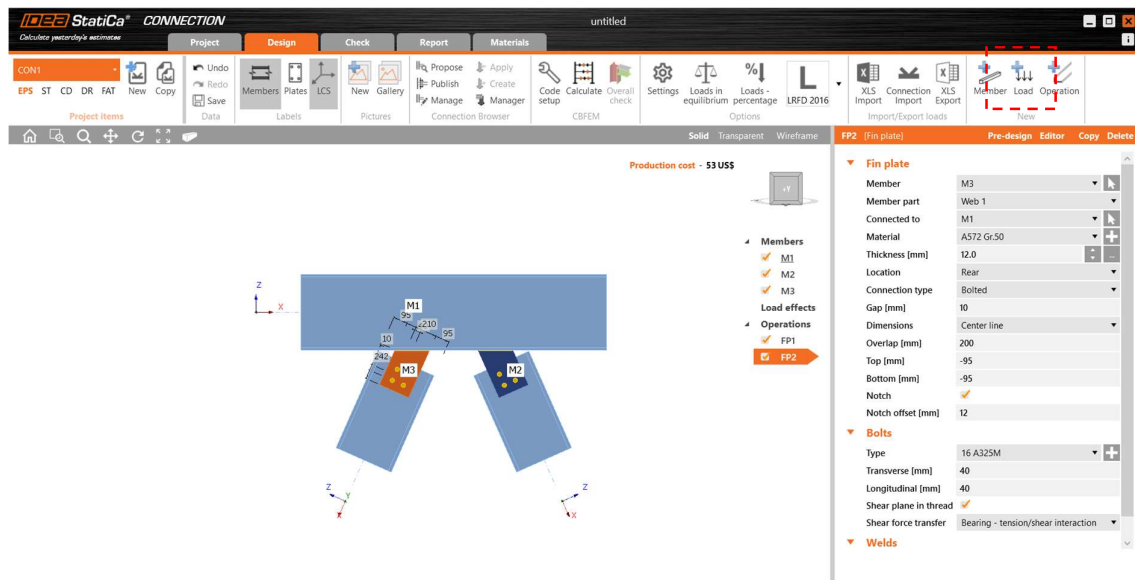 IDEA StatiCa® CONNECTION
untitled
Calculate yesterday's estimates
Project Design Check Report Materials
CON1
EPS ST CD DR FAT New Copy
Project items
Undo
Redo
Save
Data
Members Plates LCS
Labels
New Gallery
Pictures
Propose Apply
Publish Create
Manage Manager
Connection Browser
Code setup Calculate Overall check
CBFEM
Settings Loads in equilibrium Loads - percentage LRFD 2016
Options
XLS Import Connection Import XLS Export
Import/Export loads
Member Load Operation
New
Solid Transparent Wireframe
FP2 [Fin plate] Pre-design Editor Copy Delete
Production cost - 53 US$
+Y
Members
M1
M2
M3
Load effects
Operations
FP1
FP2
Z
X
M1
95
210
95
10
242
M3
M2
Z
Y
X
Z
X
Fin plate
Member M3
Member part Web 1
Connected to M1
Material A572 Gr.50
Thickness [mm] 12.0
Location Rear
Connection type Bolted
Gap [mm] 10
Dimensions Center line
Overlap [mm] 200
Top [mm] -95
Bottom [mm] -95
Notch
Notch offset [mm] 12
Bolts
Type 16 A325M
Transverse [mm] 40
Longitudinal [mm] 40
Shear plane in thread
Shear force transfer Bearing - tension/shear interaction
Welds